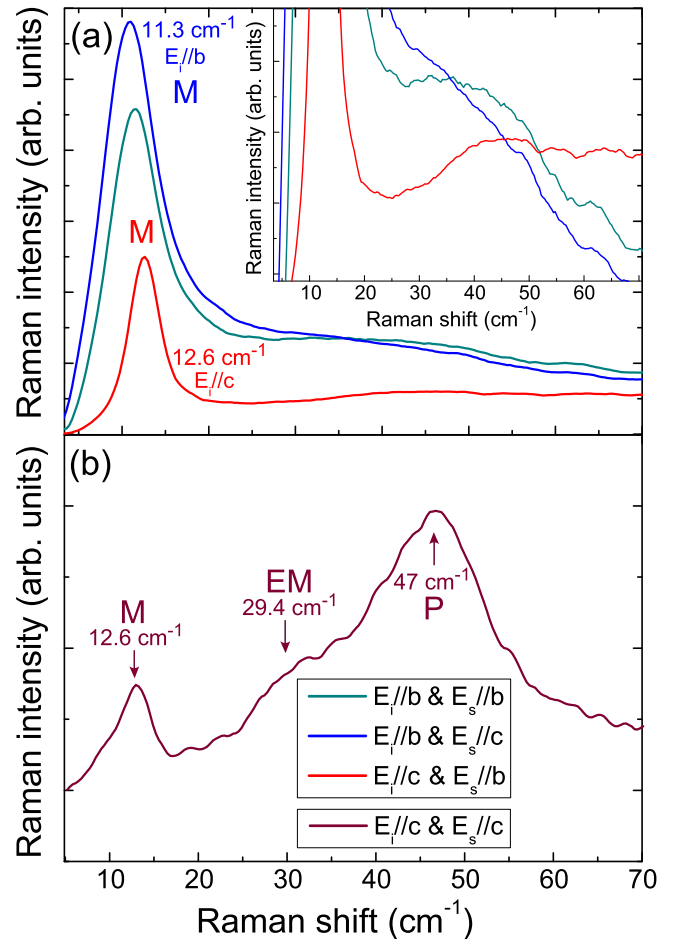 (a)
11.3 cm⁻¹
Eᵢ//b
M
M
12.6 cm⁻¹
Eᵢ//c
Raman intensity (arb. units)
Raman intensity (arb. units)
10 20 30 40 50 60
Raman shift (cm⁻¹)
(b)
M
12.6 cm⁻¹
EM
29.4 cm⁻¹
47 cm⁻¹
P
Eᵢ//b & Eₛ//b
Eᵢ//b & Eₛ//c
Eᵢ//c & Eₛ//b
Eᵢ//c & Eₛ//c
Raman intensity (arb. units)
10 20 30 40 50 60 70
Raman shift (cm⁻¹)